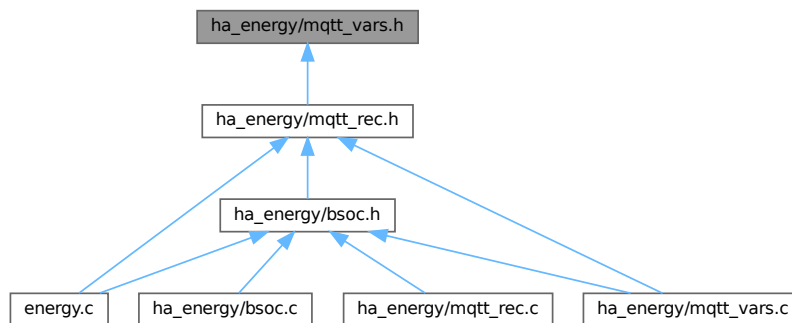 ha_energy/mqtt_vars.h
ha_energy/mqtt_rec.h
ha_energy/bsoc.h
energy.c
ha_energy/bsoc.c
ha_energy/mqtt_rec.c
ha_energy/mqtt_vars.c